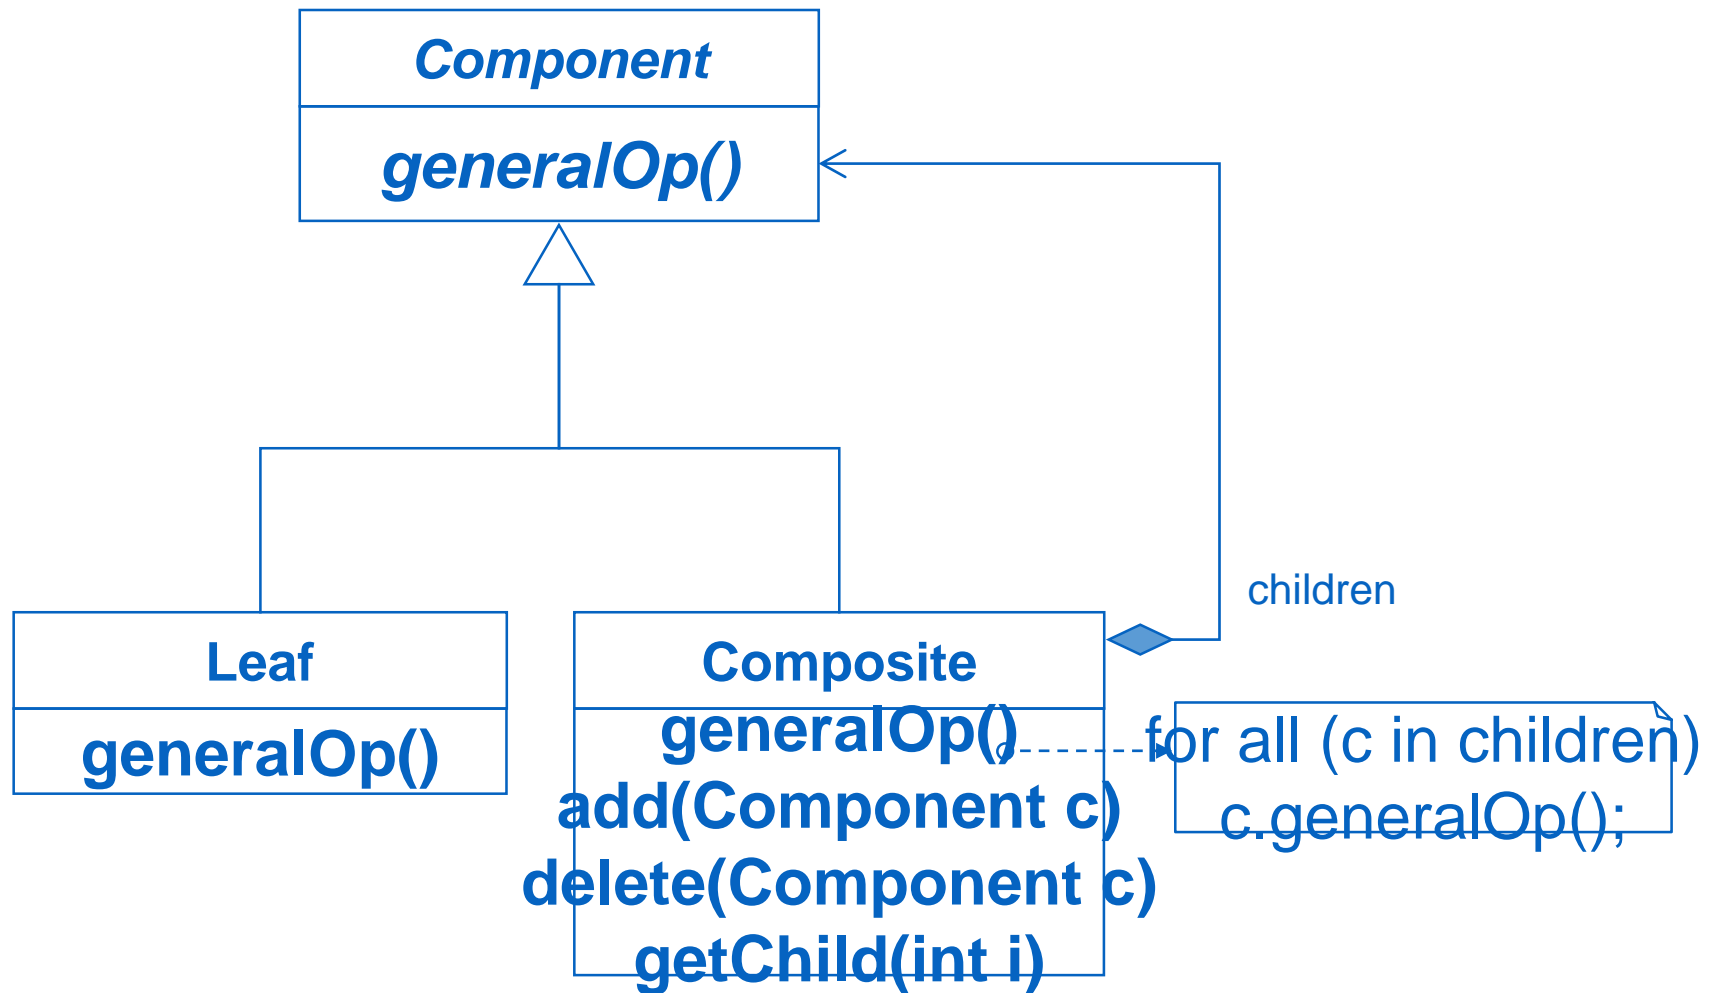 Component
generalOp()
children
Leaf
generalOp()
Composite
generalOp()
add(Component c)
delete(Component c)
getChild(int i)
for all (c in children)
c.generalOp();